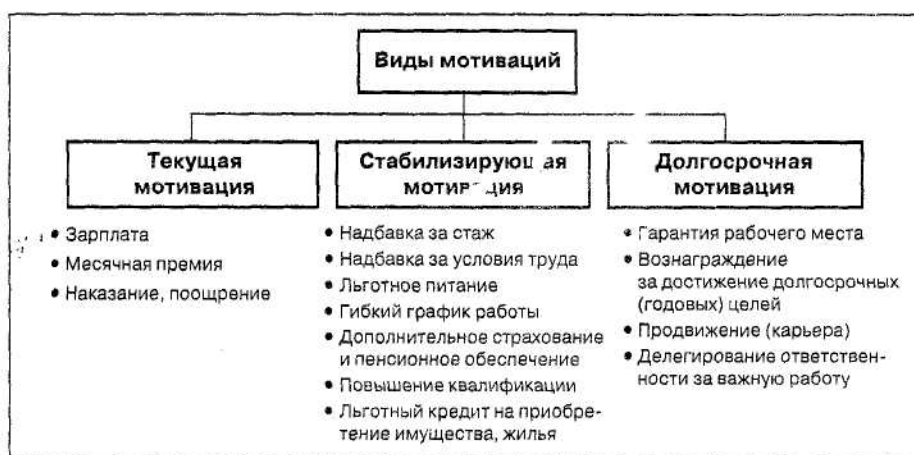 Виды мотиваций
Текущая
мотивация
• Зарплата
• Месячная премия
• Наказание, поощрение
Стабилизирующая
мотивация
• Надбавка за стаж
• Надбавка за условия труда
• Льготное питание
• Гибкий график работы
• Дополнительное страхование
и пенсионное обеспечение
• Повышение квалификации
• Льготный кредит на приобре-
тение имущества, жилья
Долгосрочная
мотивация
• Гарантия рабочего места
• Вознаграждение
за достижение долгосрочных
(годовых) целей
• Продвижение (карьера)
• Делегирование ответствен-
ности за важную работу